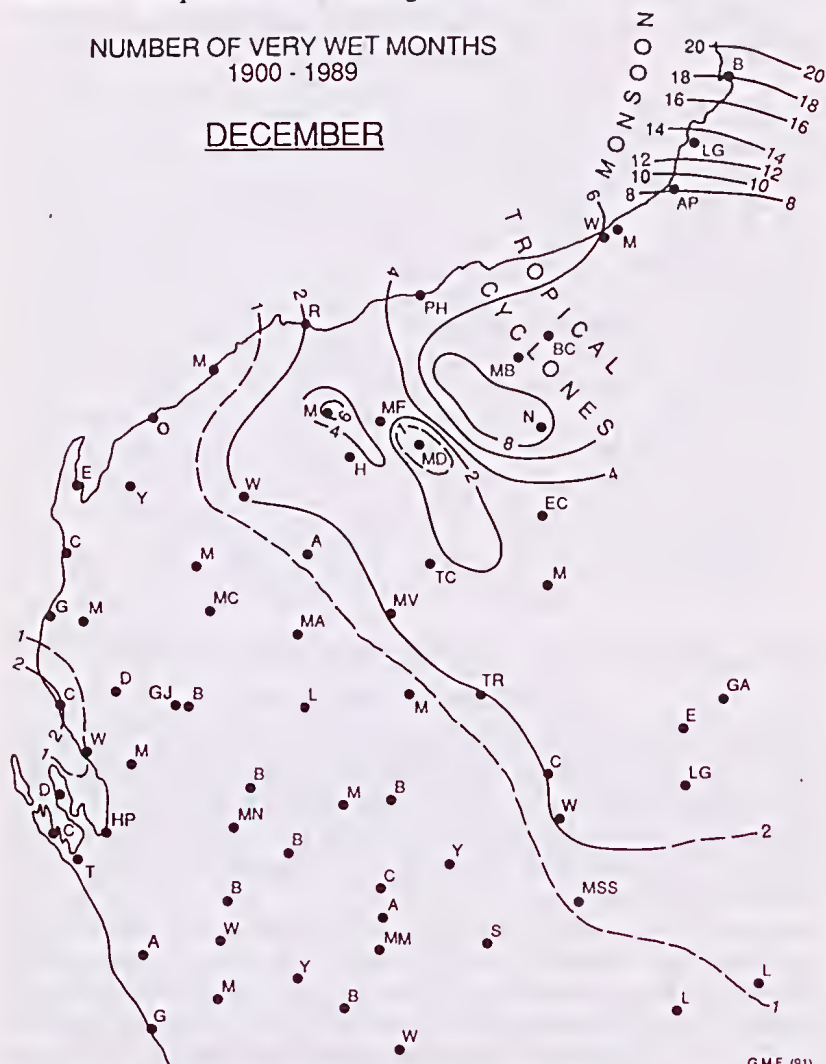 NUMBER OF VERY WET MONTHS
1900 - 1989
DECEMBER
MONSOON
TROPICAL
CYCLONES
20 20
B
18 18
16 16
14 14
LG
12 12
10 10
8 8
AP
6
W M
4
PH
2
R
1
BC
MB
M
M 6
4
MF
N
O
8
MD
H
2
4
E Y
W
EC
C
M A
TC
M
G M
MC
MV
MA
1
2
D GJ B
L
M
TR
GA
C
E
2
W
M
C
LG
1
D
B
M B
MN
W
C HP
B
2
T
Y
C
B
MSS
A
W
MM
S
A
Y
L
M
B
L
1
G
W
G.M.F. (91)